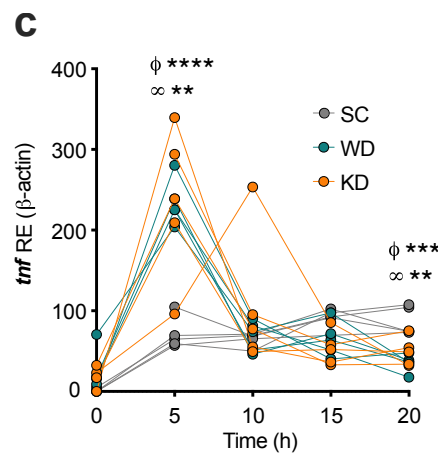 C
400
300
200
100
0
tnf RE (β-actin)
ϕ ****
∞ **
SC
WD
KD
ϕ ***
∞ **
0 5 10 15 20
Time (h)